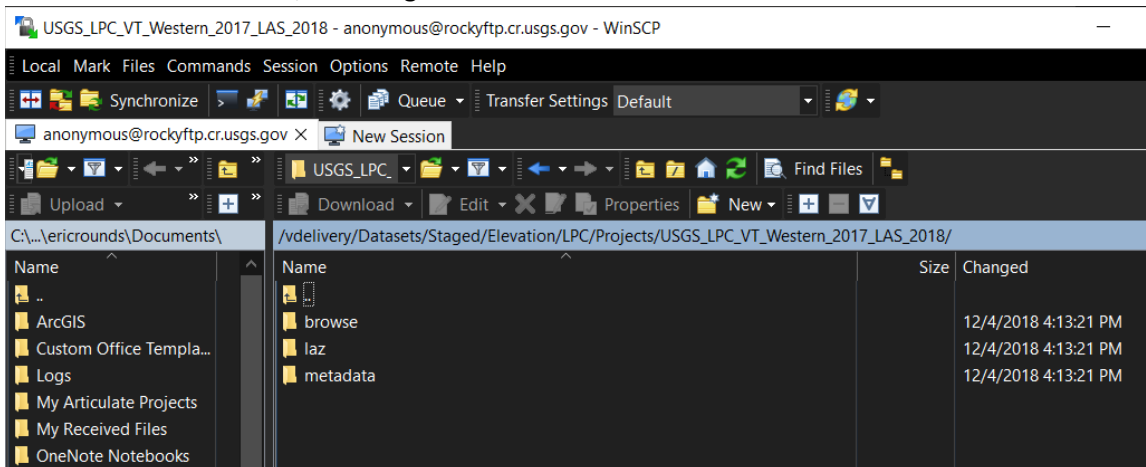 USGS_LPC_VT_Western_2017_LAS_2018 - anonymous@rockyftp.cr.usgs.gov - WinSCP
Local Mark Files Commands Session Options Remote Help
Synchronize Queue Transfer Settings Default
anonymous@rockyftp.cr.usgs.gov New Session
USGS_LPC_ Find Files
Upload Download Edit Properties New
C:\...\ericrounds\Documents\ /vdelivery/Datasets/Staged/Elevation/LPC/Projects/USGS_LPC_VT_Western_2017_LAS_2018/
Name Name Size Changed
.. ..
ArcGIS browse 12/4/2018 4:13:21 PM
Custom Office Templa... laz 12/4/2018 4:13:21 PM
Logs metadata 12/4/2018 4:13:21 PM
My Articulate Projects
My Received Files
OneNote Notebooks